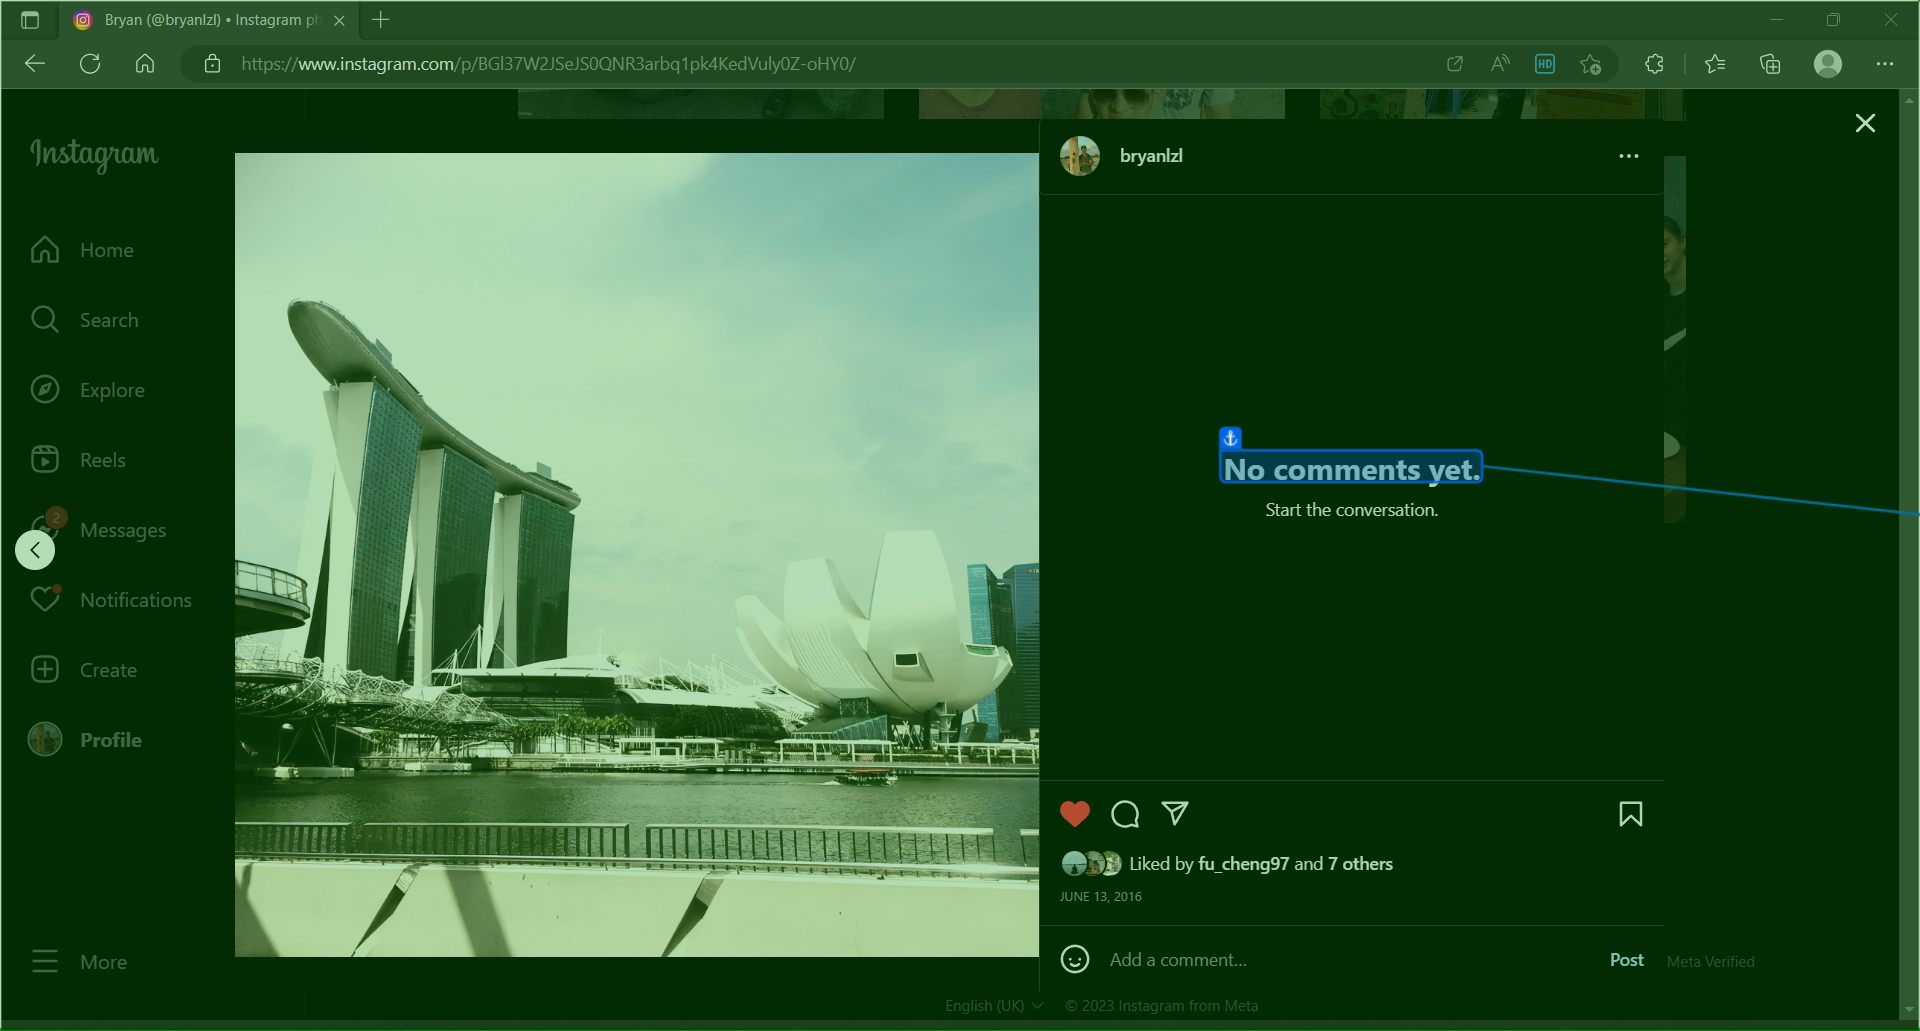 Bryan (@bryanlzl) • Instagram ph
https://www.instagram.com/p/BGl37W2JSeJS0QNR3arbq1pk4KedVuly0Z-oHY0/
HD
Instagram
Home
Search
Explore
Reels
2
Messages
Notifications
Create
Profile
More
bryanlzl
No comments yet.
Start the conversation.
Liked by fu_cheng97 and 7 others
JUNE 13, 2016
Add a comment...
Post
Meta Verified
English (UK)
© 2023 Instagram from Meta